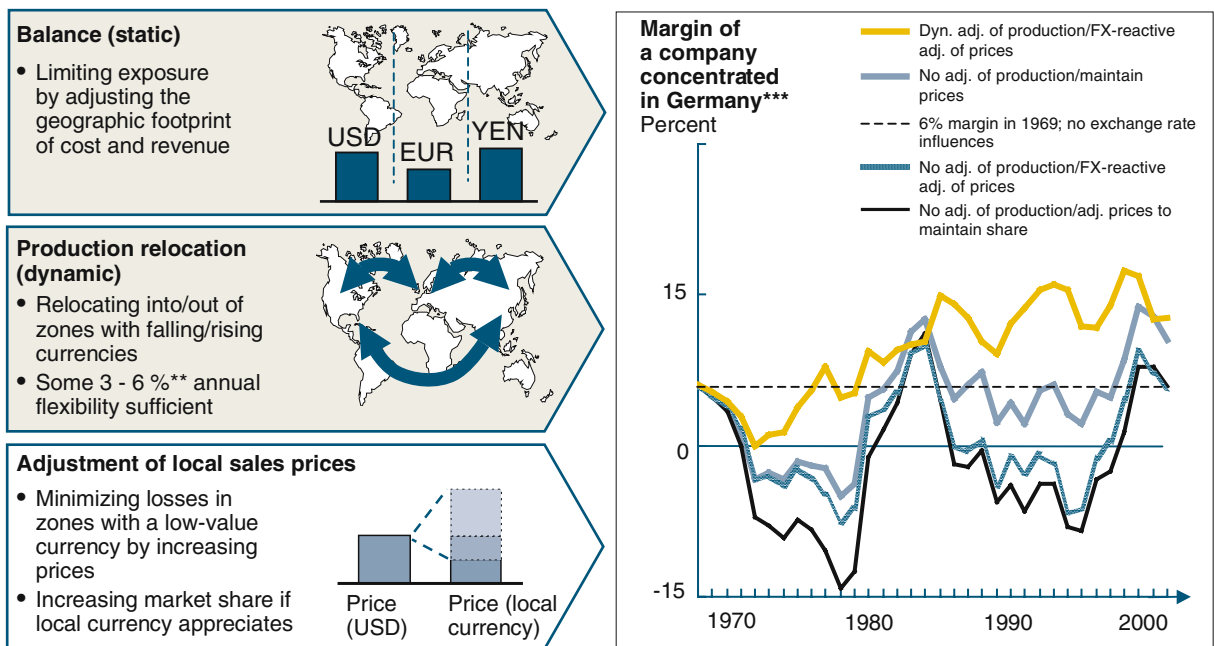 Balance (static)
• Limiting exposure
by adjusting the
geographic footprint
of cost and revenue
USD
EUR
YEN
Production relocation
(dynamic)
• Relocating into/out of
zones with falling/rising
currencies
• Some 3 - 6 %** annual
flexibility sufficient
Adjustment of local sales prices
• Minimizing losses in
zones with a low-value
currency by increasing
prices
• Increasing market share if
local currency appreciates
Price
(USD)
Price (local
currency)
Margin of
a company
concentrated
in Germany***
Percent
Dyn. adj. of production/FX-reactive
adj. of prices
No adj. of production/maintain
prices
6% margin in 1969; no exchange rate
influences
No adj. of production/FX-reactive
adj. of prices
No adj. of production/adj. prices to
maintain share
15
0
-15
1970
1980
1990
2000